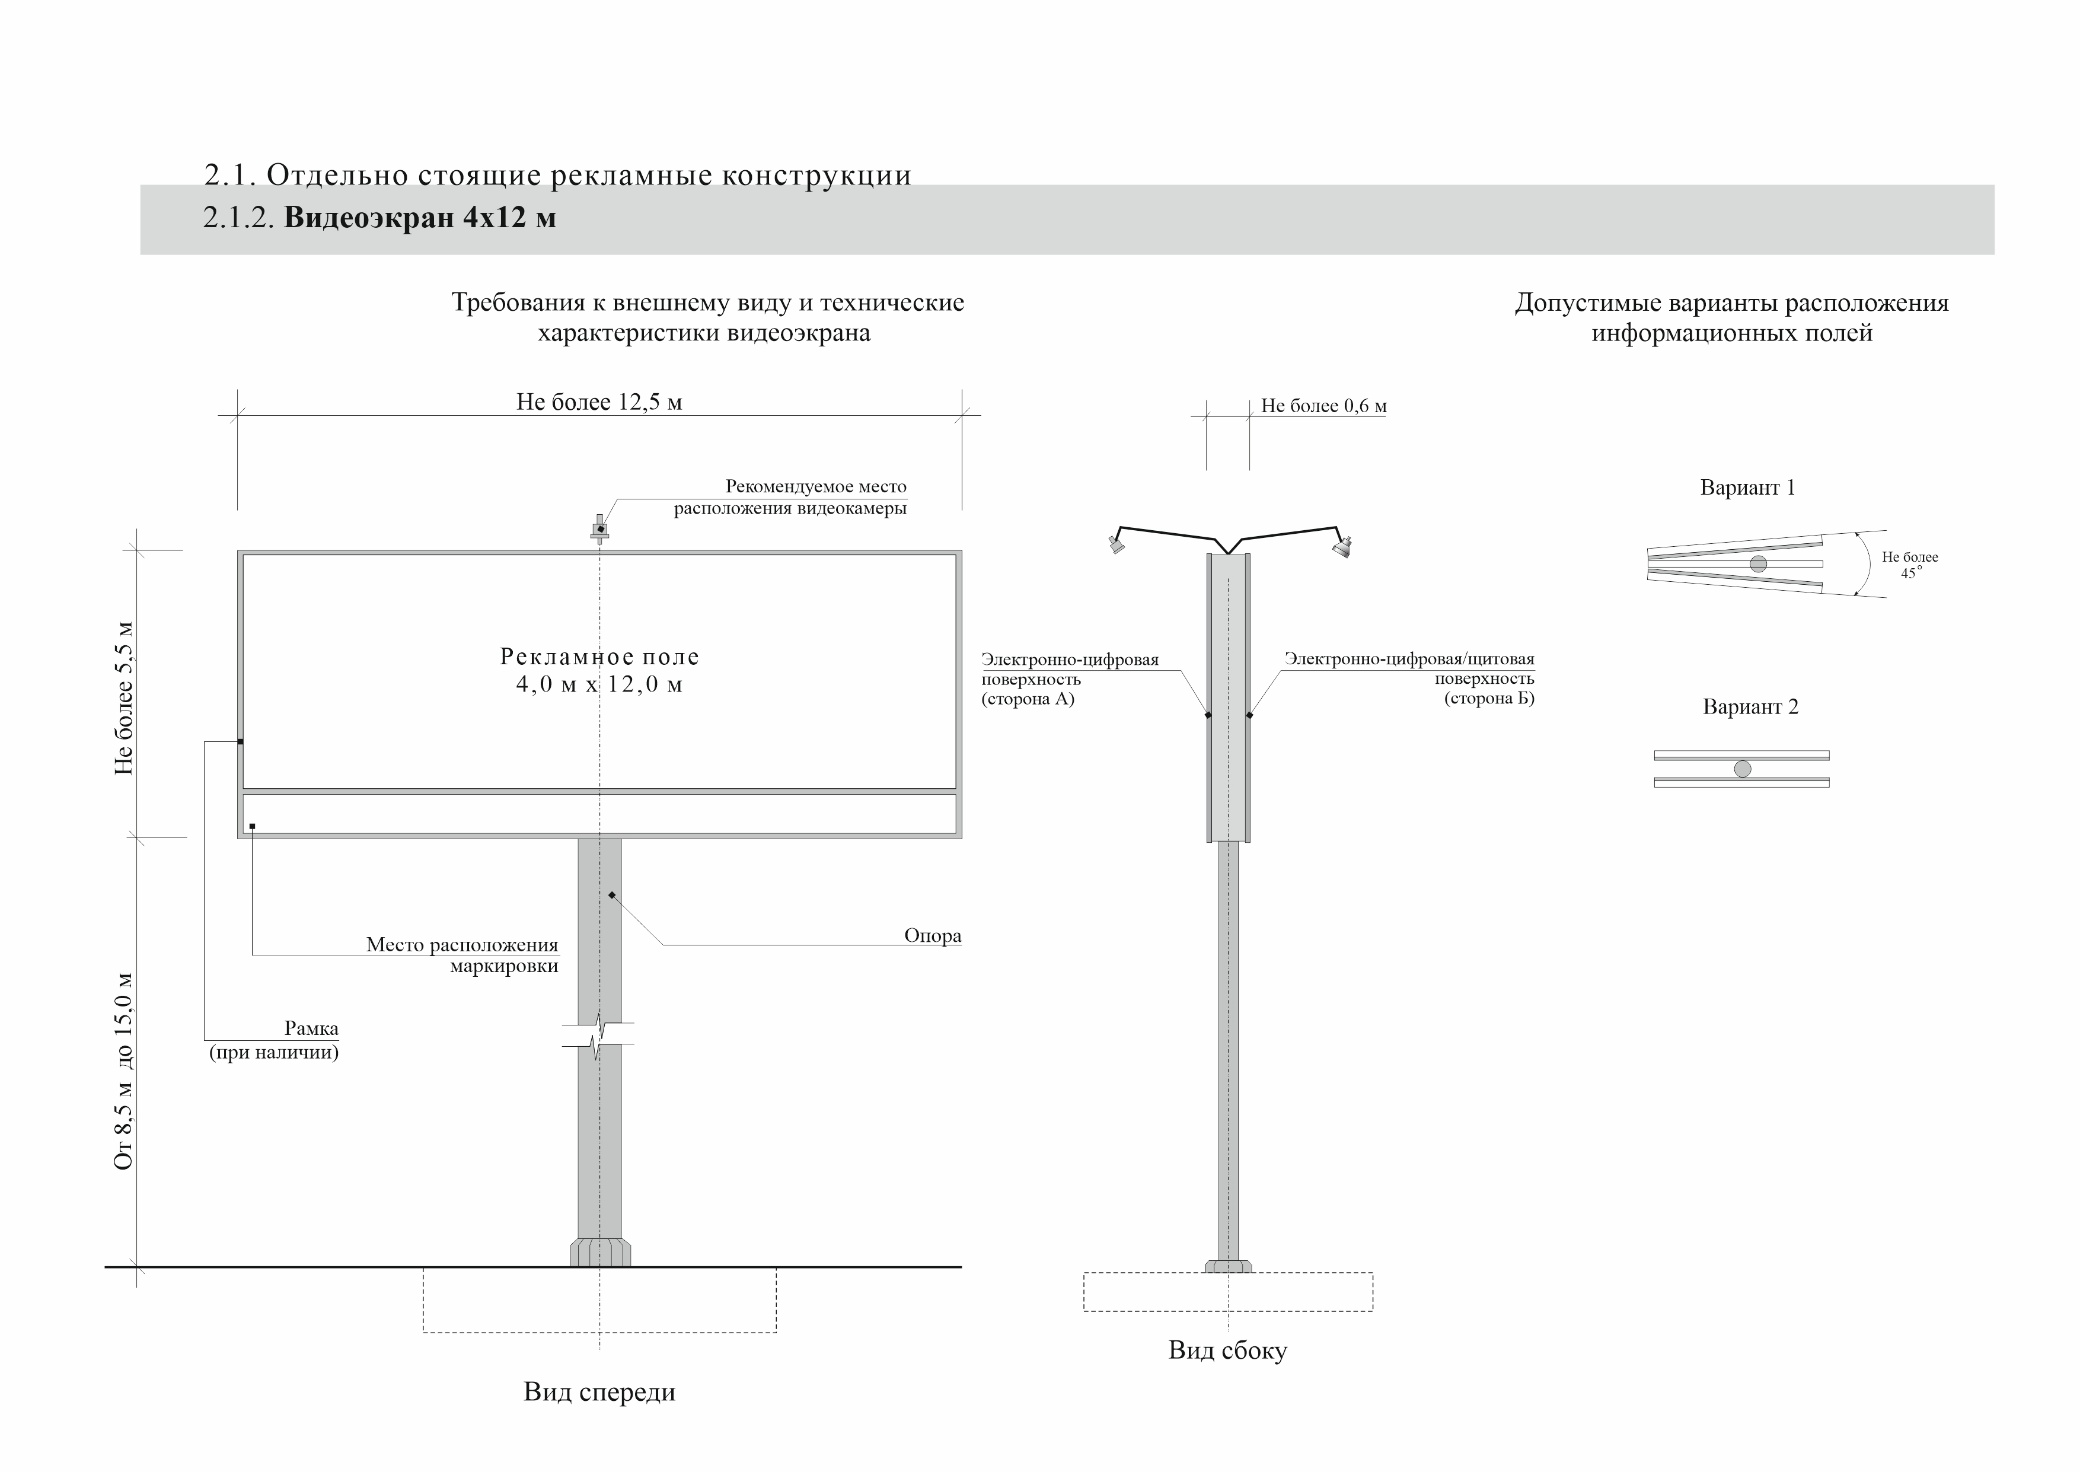 2.1. Отдельно стоящие рекламные конструкции
2.1.2. Видеоэкран 4х12 м
Требования к внешнему виду и технические
характеристики видеоэкрана
Допустимые варианты расположения
информационных полей
Не более 12,5 м
Не более 0,6 м
Рекомендуемое место
расположения видеокамеры
Вариант 1
Не более
45°
Не более 5,5 м
Рекламное поле
4,0 м х 12,0 м
Электронно-цифровая
поверхность
(сторона А)
Электронно-цифровая/щитовая
поверхность
(сторона Б)
Вариант 2
Опора
Место расположения
маркировки
От 8,5 м до 15,0 м
Рамка
(при наличии)
Вид сбоку
Вид спереди